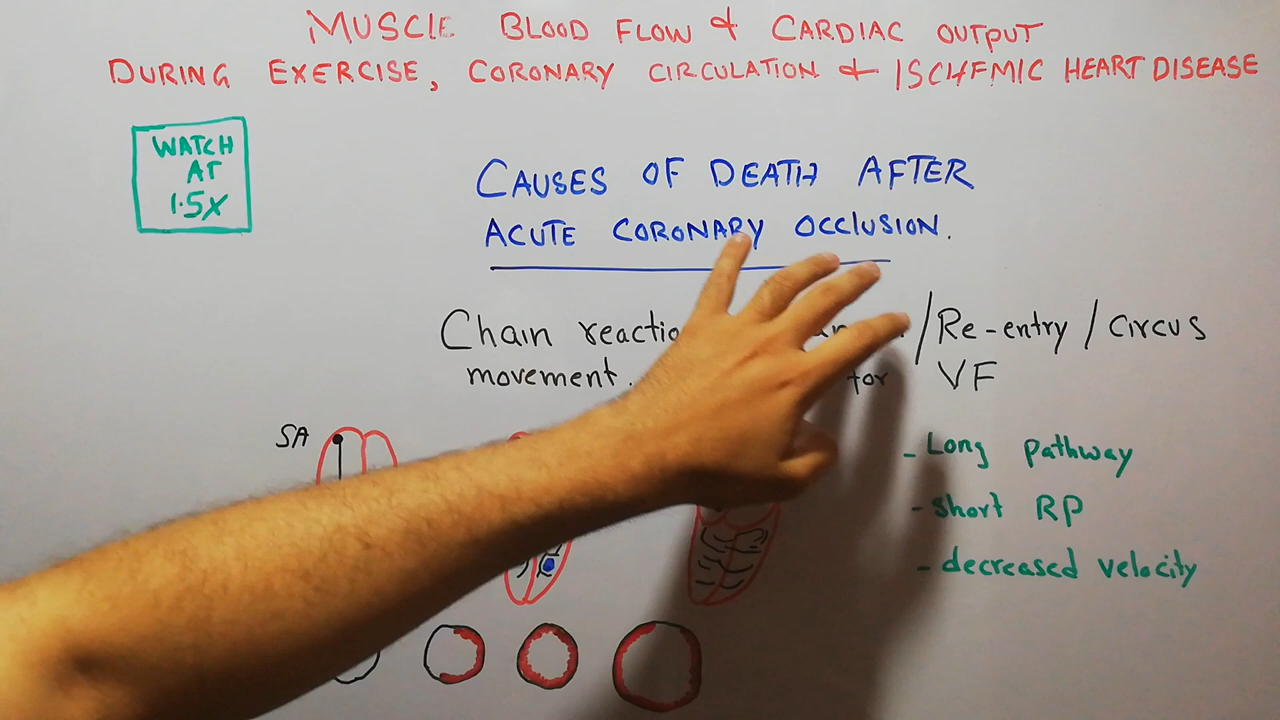 MUSCLE BLOOD FLOW & CARDIAC OUTPUT
DURING EXERCISE, CORONARY CIRCULATION & ISCHEMIC HEART DISEASE
WATCH
AT
1.5X
CAUSES OF DEATH AFTER
ACUTE CORONARY OCCLUSION.
Chain /Re-entry / Circus
movement. for VF
SA
- Long pathway
- short RP
- decreased velocity